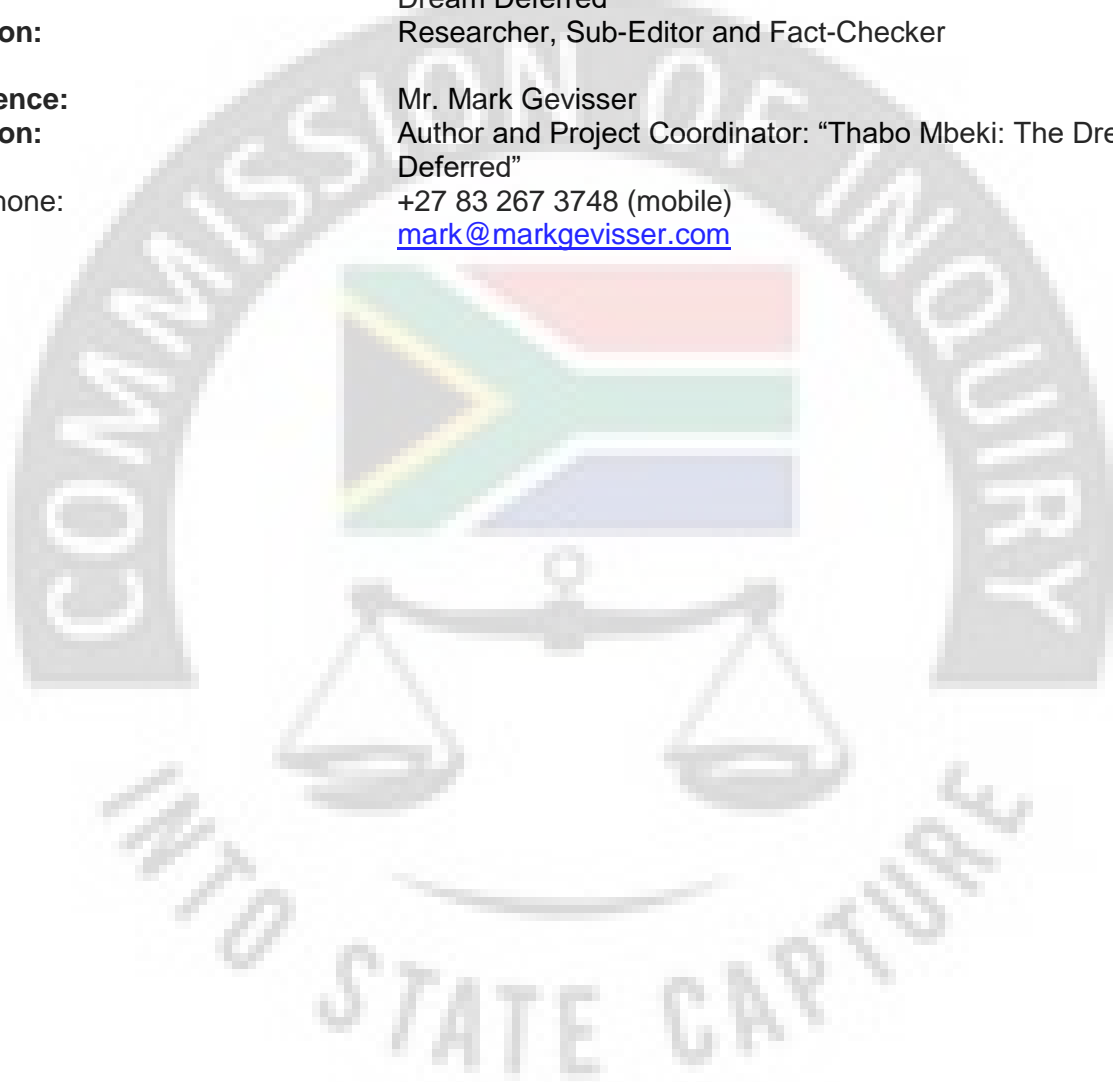 Dream Deferred
on: Researcher, Sub-Editor and Fact-Checker
ence: Mr. Mark Gevisser
on: Author and Project Coordinator: “Thabo Mbeki: The Dre
Deferred”
hone: +27 83 267 3748 (mobile)
mark@markgevisser.com
COMMISSION OF INQUIRY
INTO STATE CAPTURE